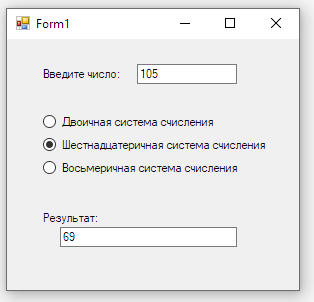 Form1
Введите число: 105
Двоичная система счисления
Шестнадцатеричная система счисления
Восьмеричная система счисления
Результат:
69